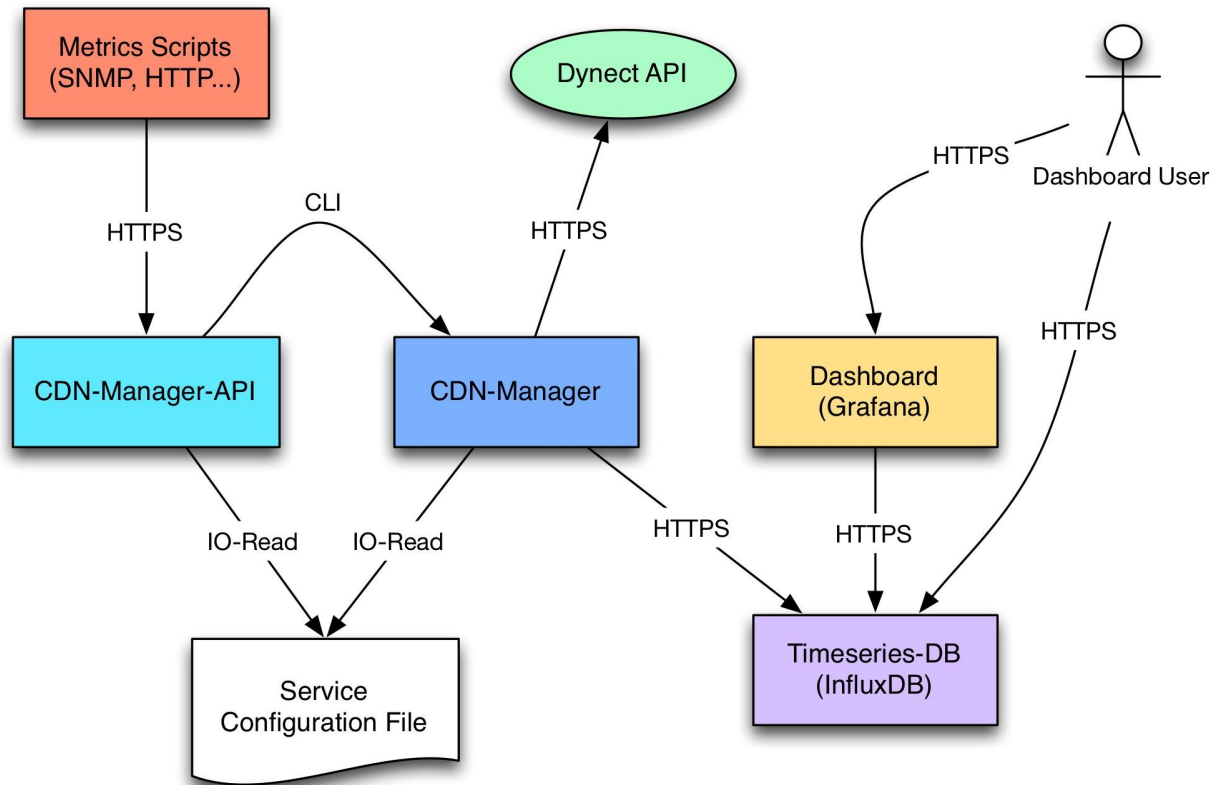 Metrics Scripts
(SNMP, HTTP...)
Dynect API
HTTPS
Dashboard User
CLI
HTTPS
HTTPS
HTTPS
CDN-Manager-API
CDN-Manager
Dashboard
(Grafana)
IO-Read
IO-Read
HTTPS
HTTPS
Timeseries-DB
(InfluxDB)
Service
Configuration File